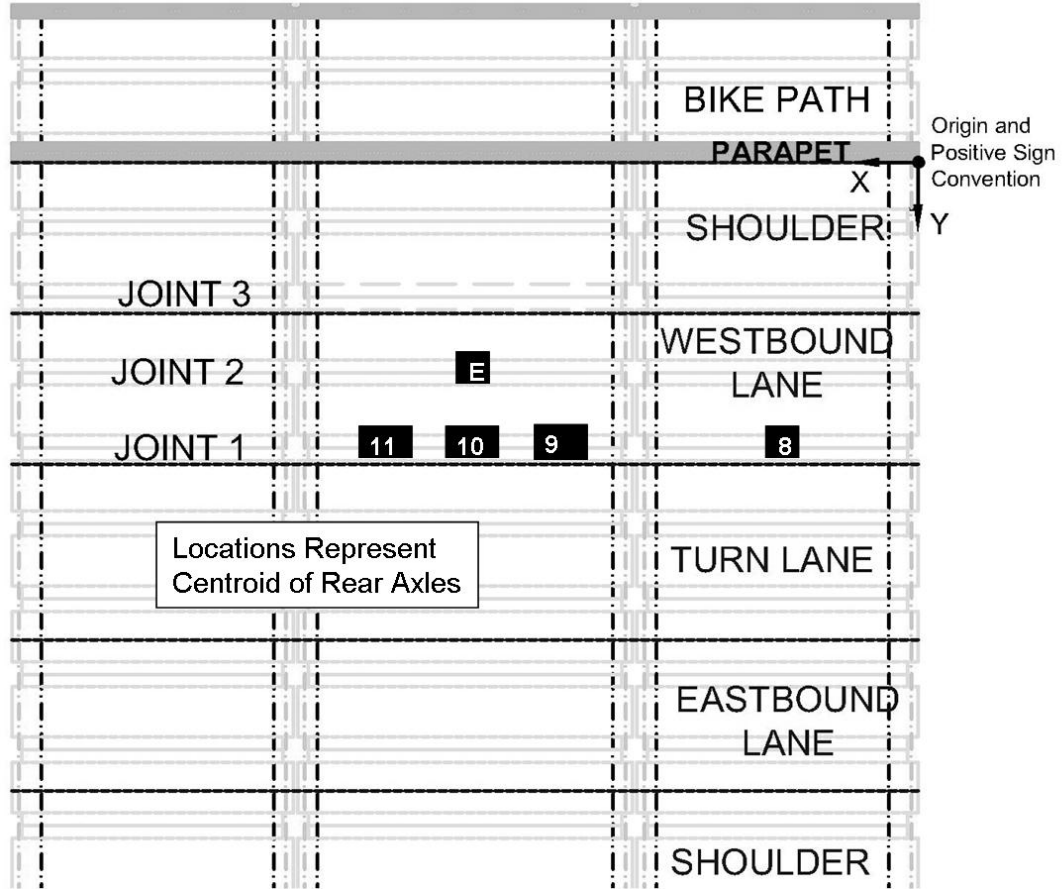 BIKE PATH
Origin and
Positive Sign
Convention
PARAPET
X
Y
SHOULDER
JOINT 3
WESTBOUND
LANE
JOINT 2
E
JOINT 1
11
10
9
8
Locations Represent
Centroid of Rear Axles
TURN LANE
EASTBOUND
LANE
SHOULDER